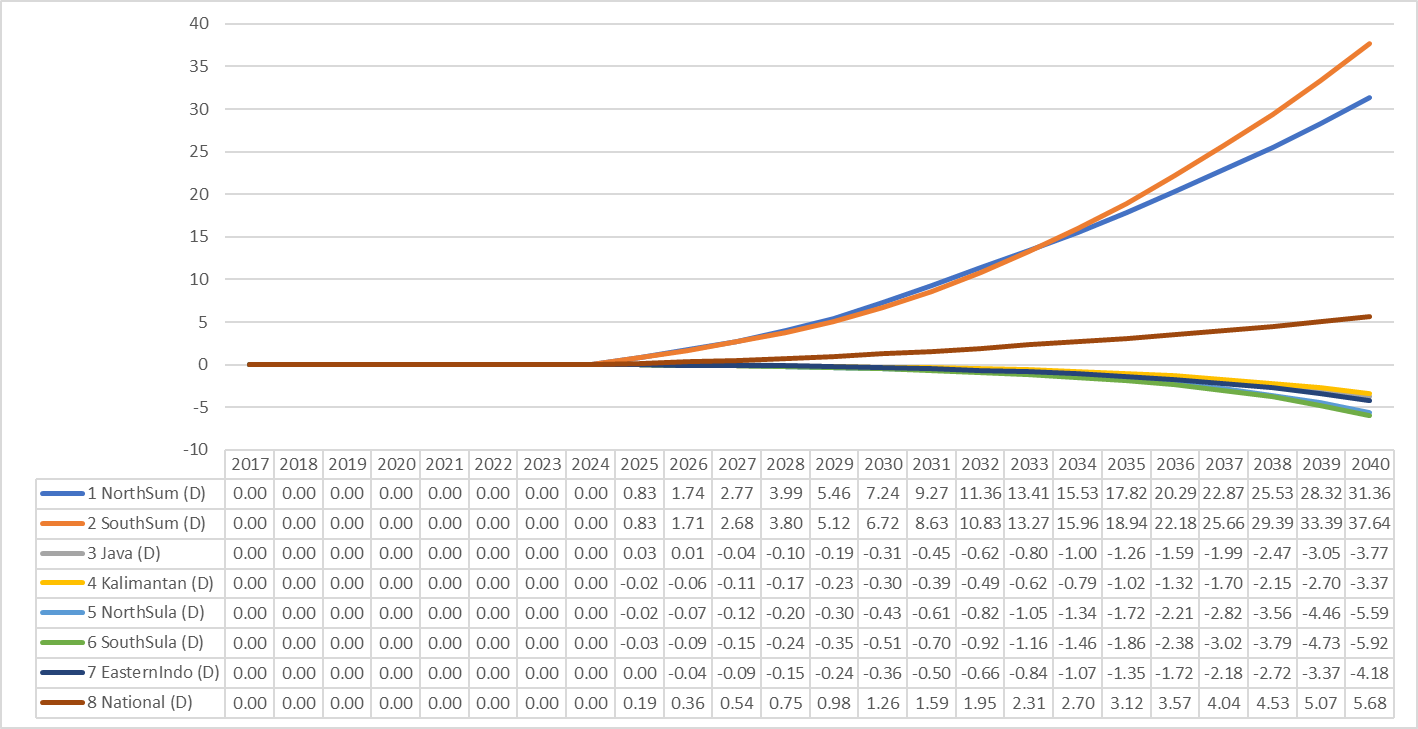 40
35
30
25
20
15
10
5
0
-5
-10
2017 2018 2019 2020 2021 2022 2023 2024 2025 2026 2027 2028 2029 2030 2031 2032 2033 2034 2035 2036 2037 2038 2039 2040
1 NorthSum (D) 0.00 0.00 0.00 0.00 0.00 0.00 0.00 0.00 0.83 1.74 2.77 3.99 5.46 7.24 9.27 11.36 13.41 15.53 17.82 20.29 22.87 25.53 28.32 31.36
2 SouthSum (D) 0.00 0.00 0.00 0.00 0.00 0.00 0.00 0.00 0.83 1.71 2.68 3.80 5.12 6.72 8.63 10.83 13.27 15.96 18.94 22.18 25.66 29.39 33.39 37.64
3 Java (D) 0.00 0.00 0.00 0.00 0.00 0.00 0.00 0.00 0.03 0.01 -0.04 -0.10 -0.19 -0.31 -0.45 -0.62 -0.80 -1.00 -1.26 -1.59 -1.99 -2.47 -3.05 -3.77
4 Kalimantan (D) 0.00 0.00 0.00 0.00 0.00 0.00 0.00 0.00 -0.02 -0.06 -0.11 -0.17 -0.23 -0.30 -0.39 -0.49 -0.62 -0.79 -1.02 -1.32 -1.70 -2.15 -2.70 -3.37
5 NorthSula (D) 0.00 0.00 0.00 0.00 0.00 0.00 0.00 0.00 -0.02 -0.07 -0.12 -0.20 -0.30 -0.43 -0.61 -0.82 -1.05 -1.34 -1.72 -2.21 -2.82 -3.56 -4.46 -5.59
6 SouthSula (D) 0.00 0.00 0.00 0.00 0.00 0.00 0.00 0.00 -0.03 -0.09 -0.15 -0.24 -0.35 -0.51 -0.70 -0.92 -1.16 -1.46 -1.86 -2.38 -3.02 -3.79 -4.73 -5.92
7 EasternIndo (D) 0.00 0.00 0.00 0.00 0.00 0.00 0.00 0.00 0.00 -0.04 -0.09 -0.15 -0.24 -0.36 -0.50 -0.66 -0.84 -1.07 -1.35 -1.72 -2.18 -2.72 -3.37 -4.18
8 National (D) 0.00 0.00 0.00 0.00 0.00 0.00 0.00 0.00 0.19 0.36 0.54 0.75 0.98 1.26 1.59 1.95 2.31 2.70 3.12 3.57 4.04 4.53 5.07 5.68